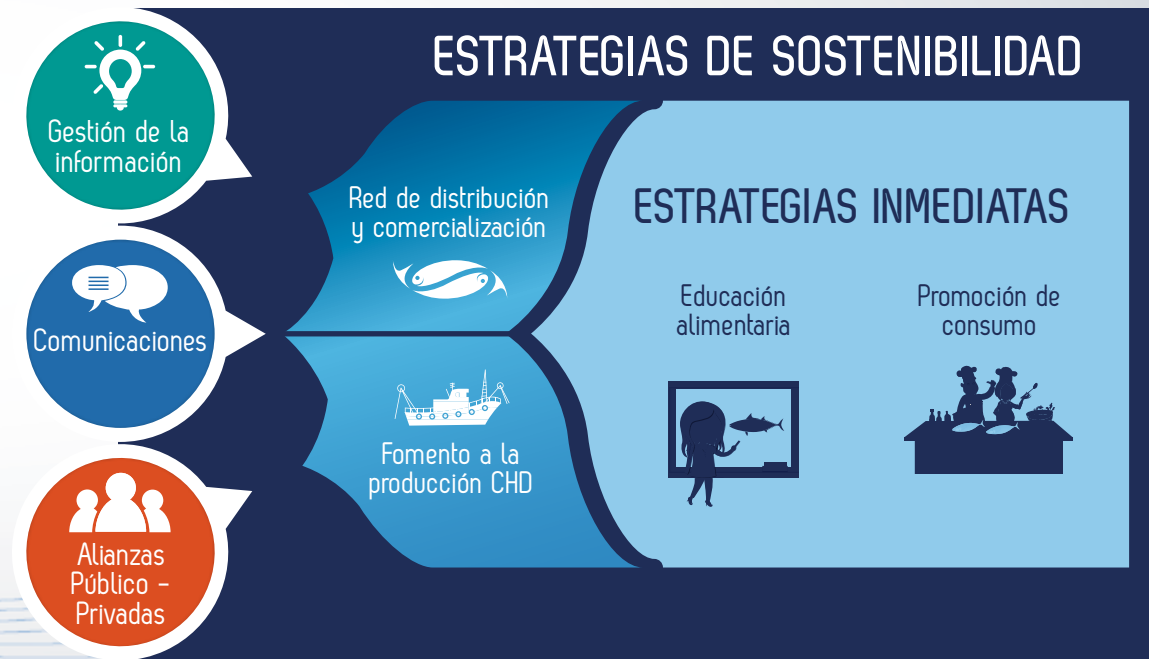 ESTRATEGIAS DE SOSTENIBILIDAD
Gestión de la
información
Comunicaciones
Alianzas
Público -
Privadas
Red de distribución
y comercialización
Fomento a la
producción CHD
ESTRATEGIAS INMEDIATAS
Educación
alimentaria
Promoción de
consumo